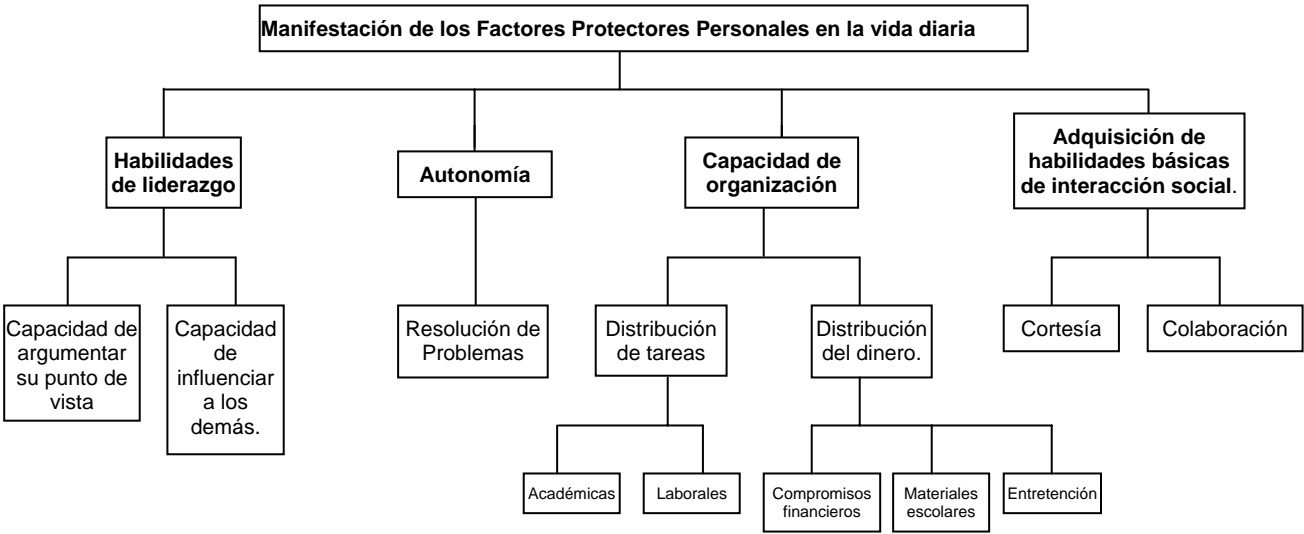 Manifestación de los Factores Protectores Personales en la vida diaria
Habilidades
de liderazgo
Autonomía
Capacidad de
organización
Adquisición de
habilidades básicas
de interacción social.
Capacidad de
argumentar
su punto de
vista
Capacidad
de
influenciar
a los
demás.
Resolución de
Problemas
Distribución
de tareas
Distribución
del dinero.
Cortesía
Colaboración
Académicas
Laborales
Compromisos
financieros
Materiales
escolares
Entretención